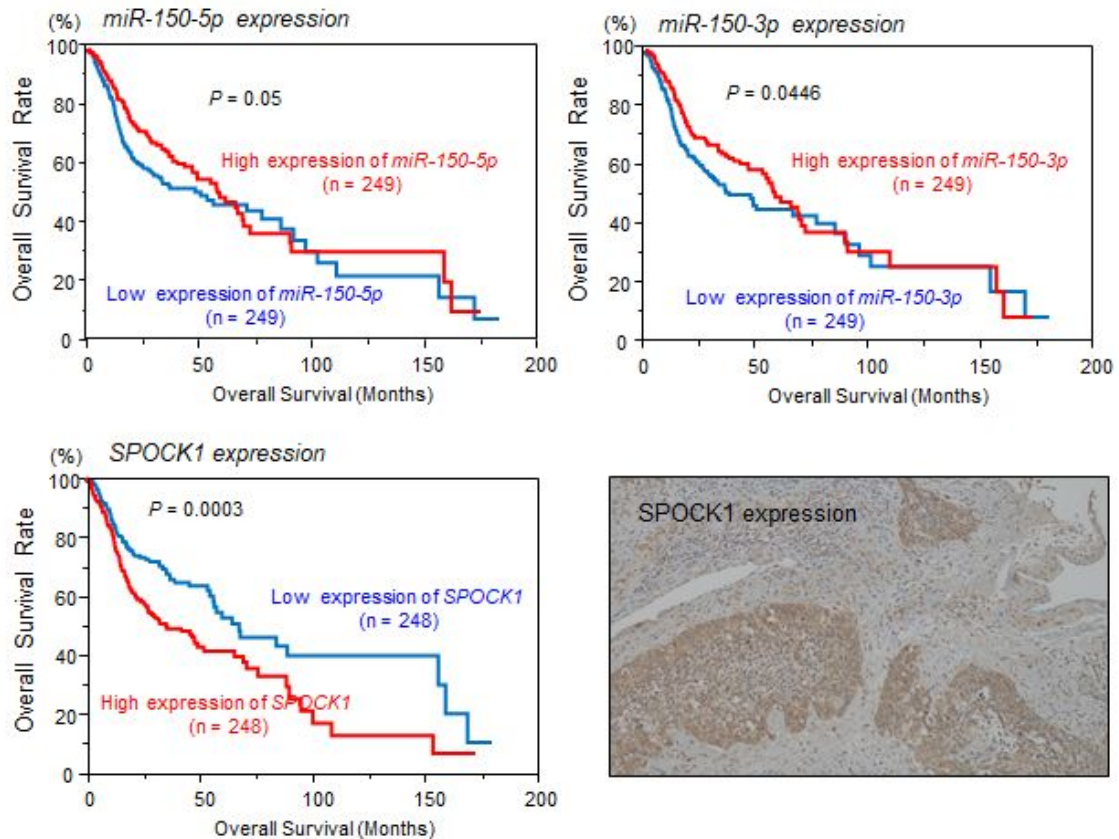 (%) miR-150-5p expression
Overall Survival Rate
100
80
60
40
20
0
P = 0.05
High expression of miR-150-5p
(n = 249)
Low expression of miR-150-5p
(n = 249)
0 50 100 150 200
Overall Survival (Months)
(%) miR-150-3p expression
Overall Survival Rate
100
80
60
40
20
0
P = 0.0446
High expression of miR-150-3p
(n = 249)
Low expression of miR-150-3p
(n = 249)
0 50 100 150 200
Overall Survival (Months)
(%) SPOCK1 expression
Overall Survival Rate
100
80
60
40
20
0
P = 0.0003
Low expression of SPOCK1
(n = 248)
High expression of SPOCK1
(n = 248)
0 50 100 150 200
Overall Survival (Months)
SPOCK1 expression